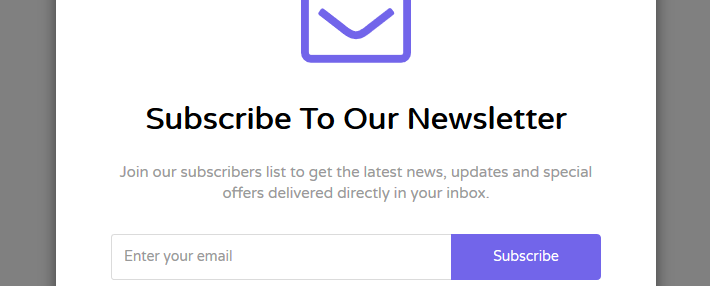 Subscribe To Our Newsletter
Join our subscribers list to get the latest news, updates and special
offers delivered directly in your inbox.
Enter your email
Subscribe